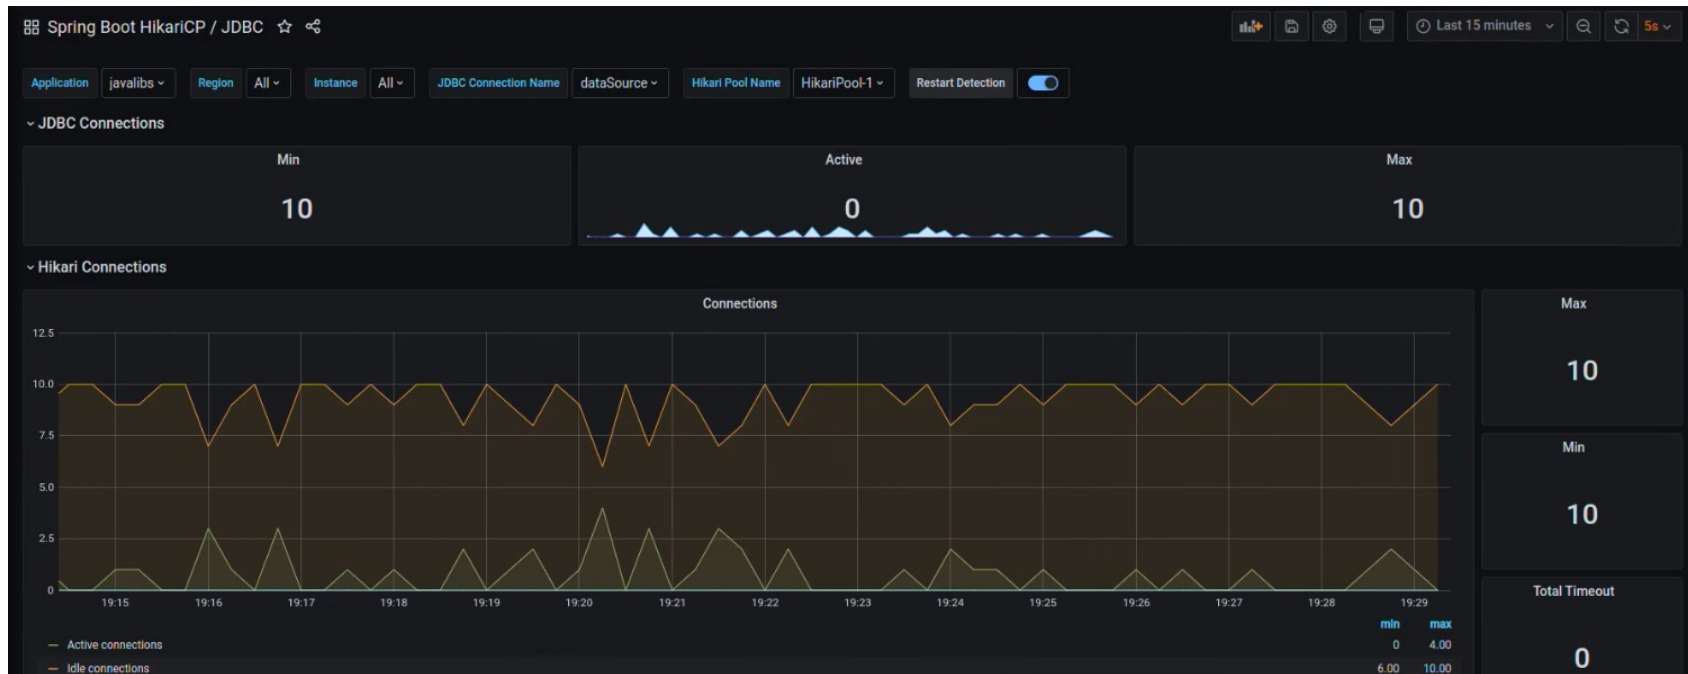 Spring Boot HikariCP / JDBC
Last 15 minutes
5s
Application javalibs Region All Instance All JDBC Connection Name dataSource Hikari Pool Name HikariPool-1 Restart Detection
JDBC Connections
Min
10
Active
0
Max
10
Hikari Connections
Connections
12.5
10.0
7.5
5.0
2.5
0
19:15 19:16 19:17 19:18 19:19 19:20 19:21 19:22 19:23 19:24 19:25 19:26 19:27 19:28 19:29
min max
Active connections 0 4.00
Idle connections 6.00 10.00
Max
10
Min
10
Total Timeout
0